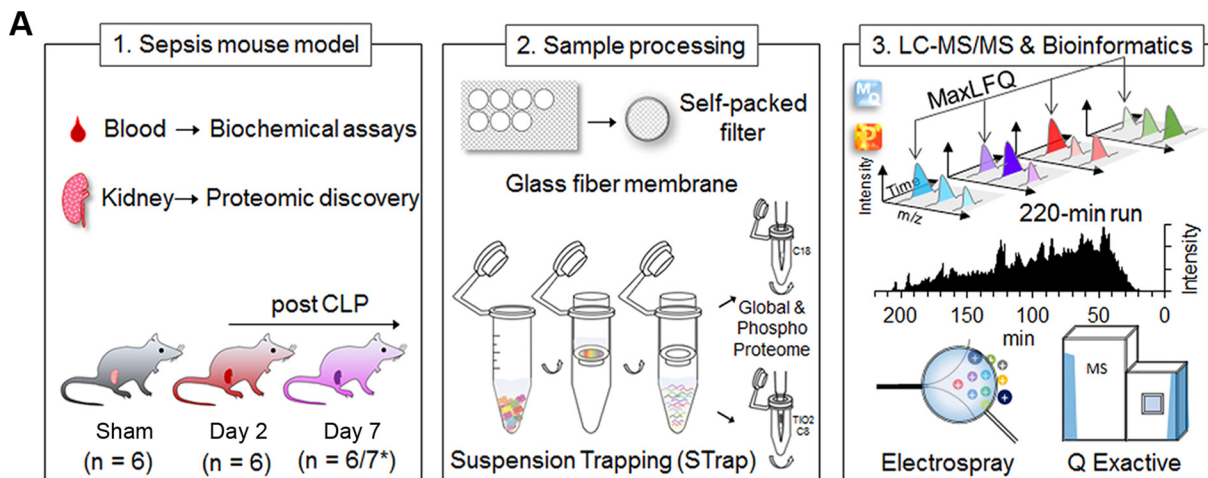 A
1. Sepsis mouse model
Blood → Biochemical assays
Kidney → Proteomic discovery
post CLP
Sham
(n = 6)
Day 2
(n = 6)
Day 7
(n = 6/7*)
2. Sample processing
Self-packed
filter
Glass fiber membrane
C18
Global &
Phospho
Proteome
TiO2
C8
Suspension Trapping (STrap)
3. LC-MS/MS & Bioinformatics
MQ
P
MaxLFQ
Intensity
Time
m/z
220-min run
Intensity
200 150 100 50 0
min
MS
Electrospray
Q Exactive